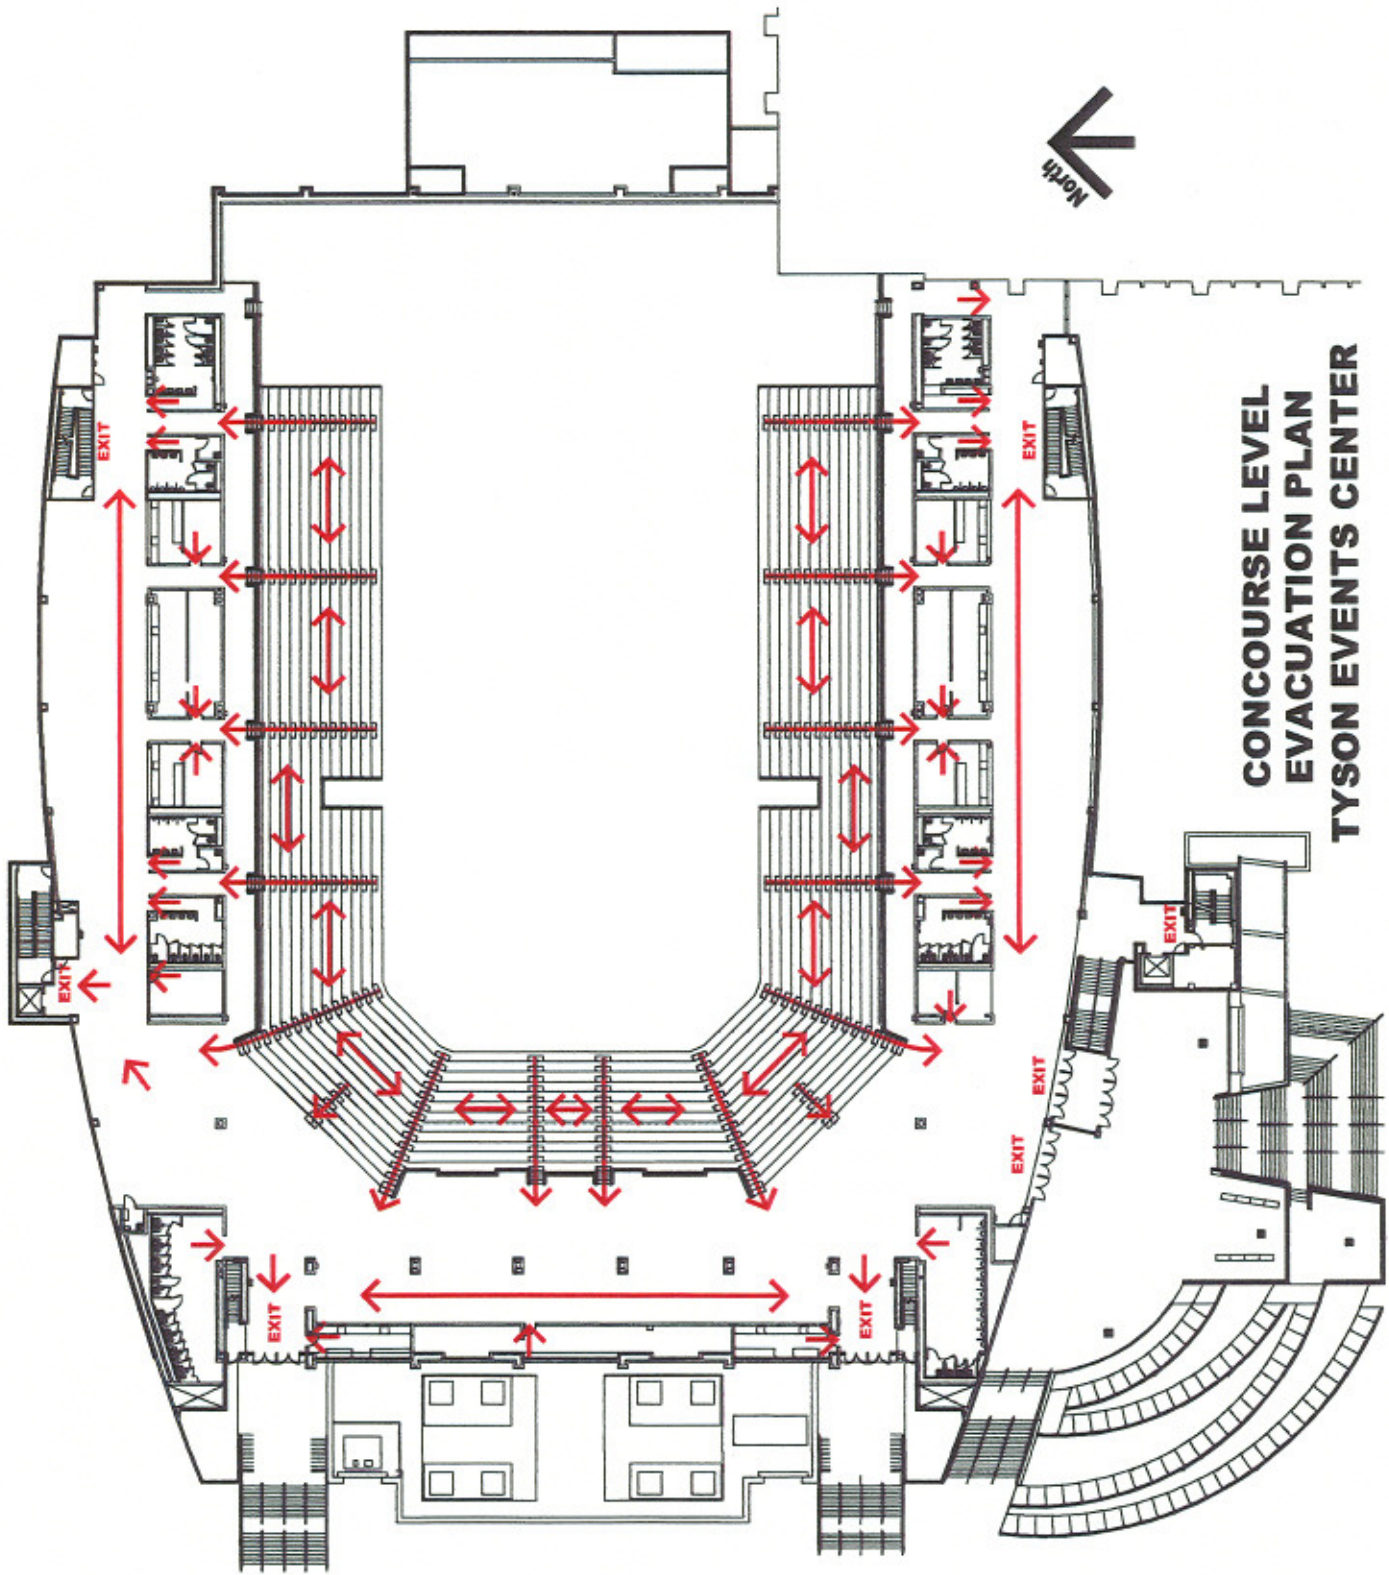 North
CONCOURSE LEVEL
EVACUATION PLAN
TYSON EVENTS CENTER
EXIT
EXIT
EXIT
EXIT
EXIT
EXIT
EXIT
EXIT